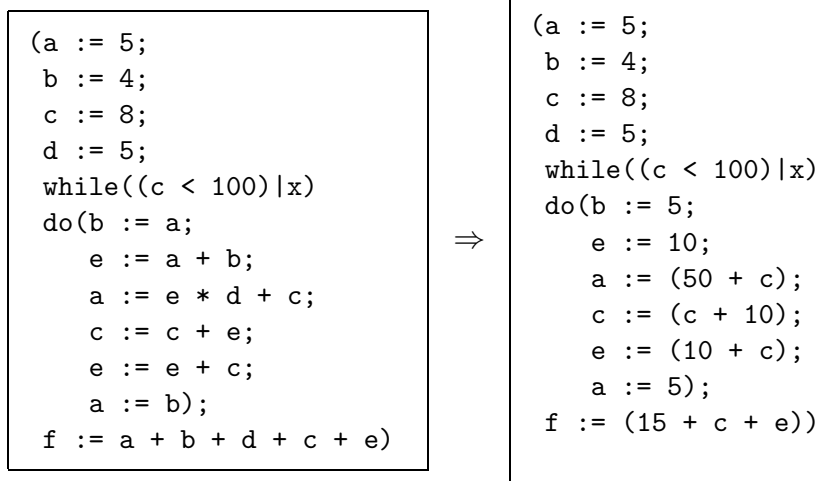 (a := 5;
b := 4;
c := 8;
d := 5;
while((c < 100)|x)
do(b := a;
e := a + b;
a := e * d + c;
c := c + e;
e := e + c;
a := b);
f := a + b + d + c + e)
⇒
(a := 5;
b := 4;
c := 8;
d := 5;
while((c < 100)|x)
do(b := 5;
e := 10;
a := (50 + c);
c := (c + 10);
e := (10 + c);
a := 5);
f := (15 + c + e))